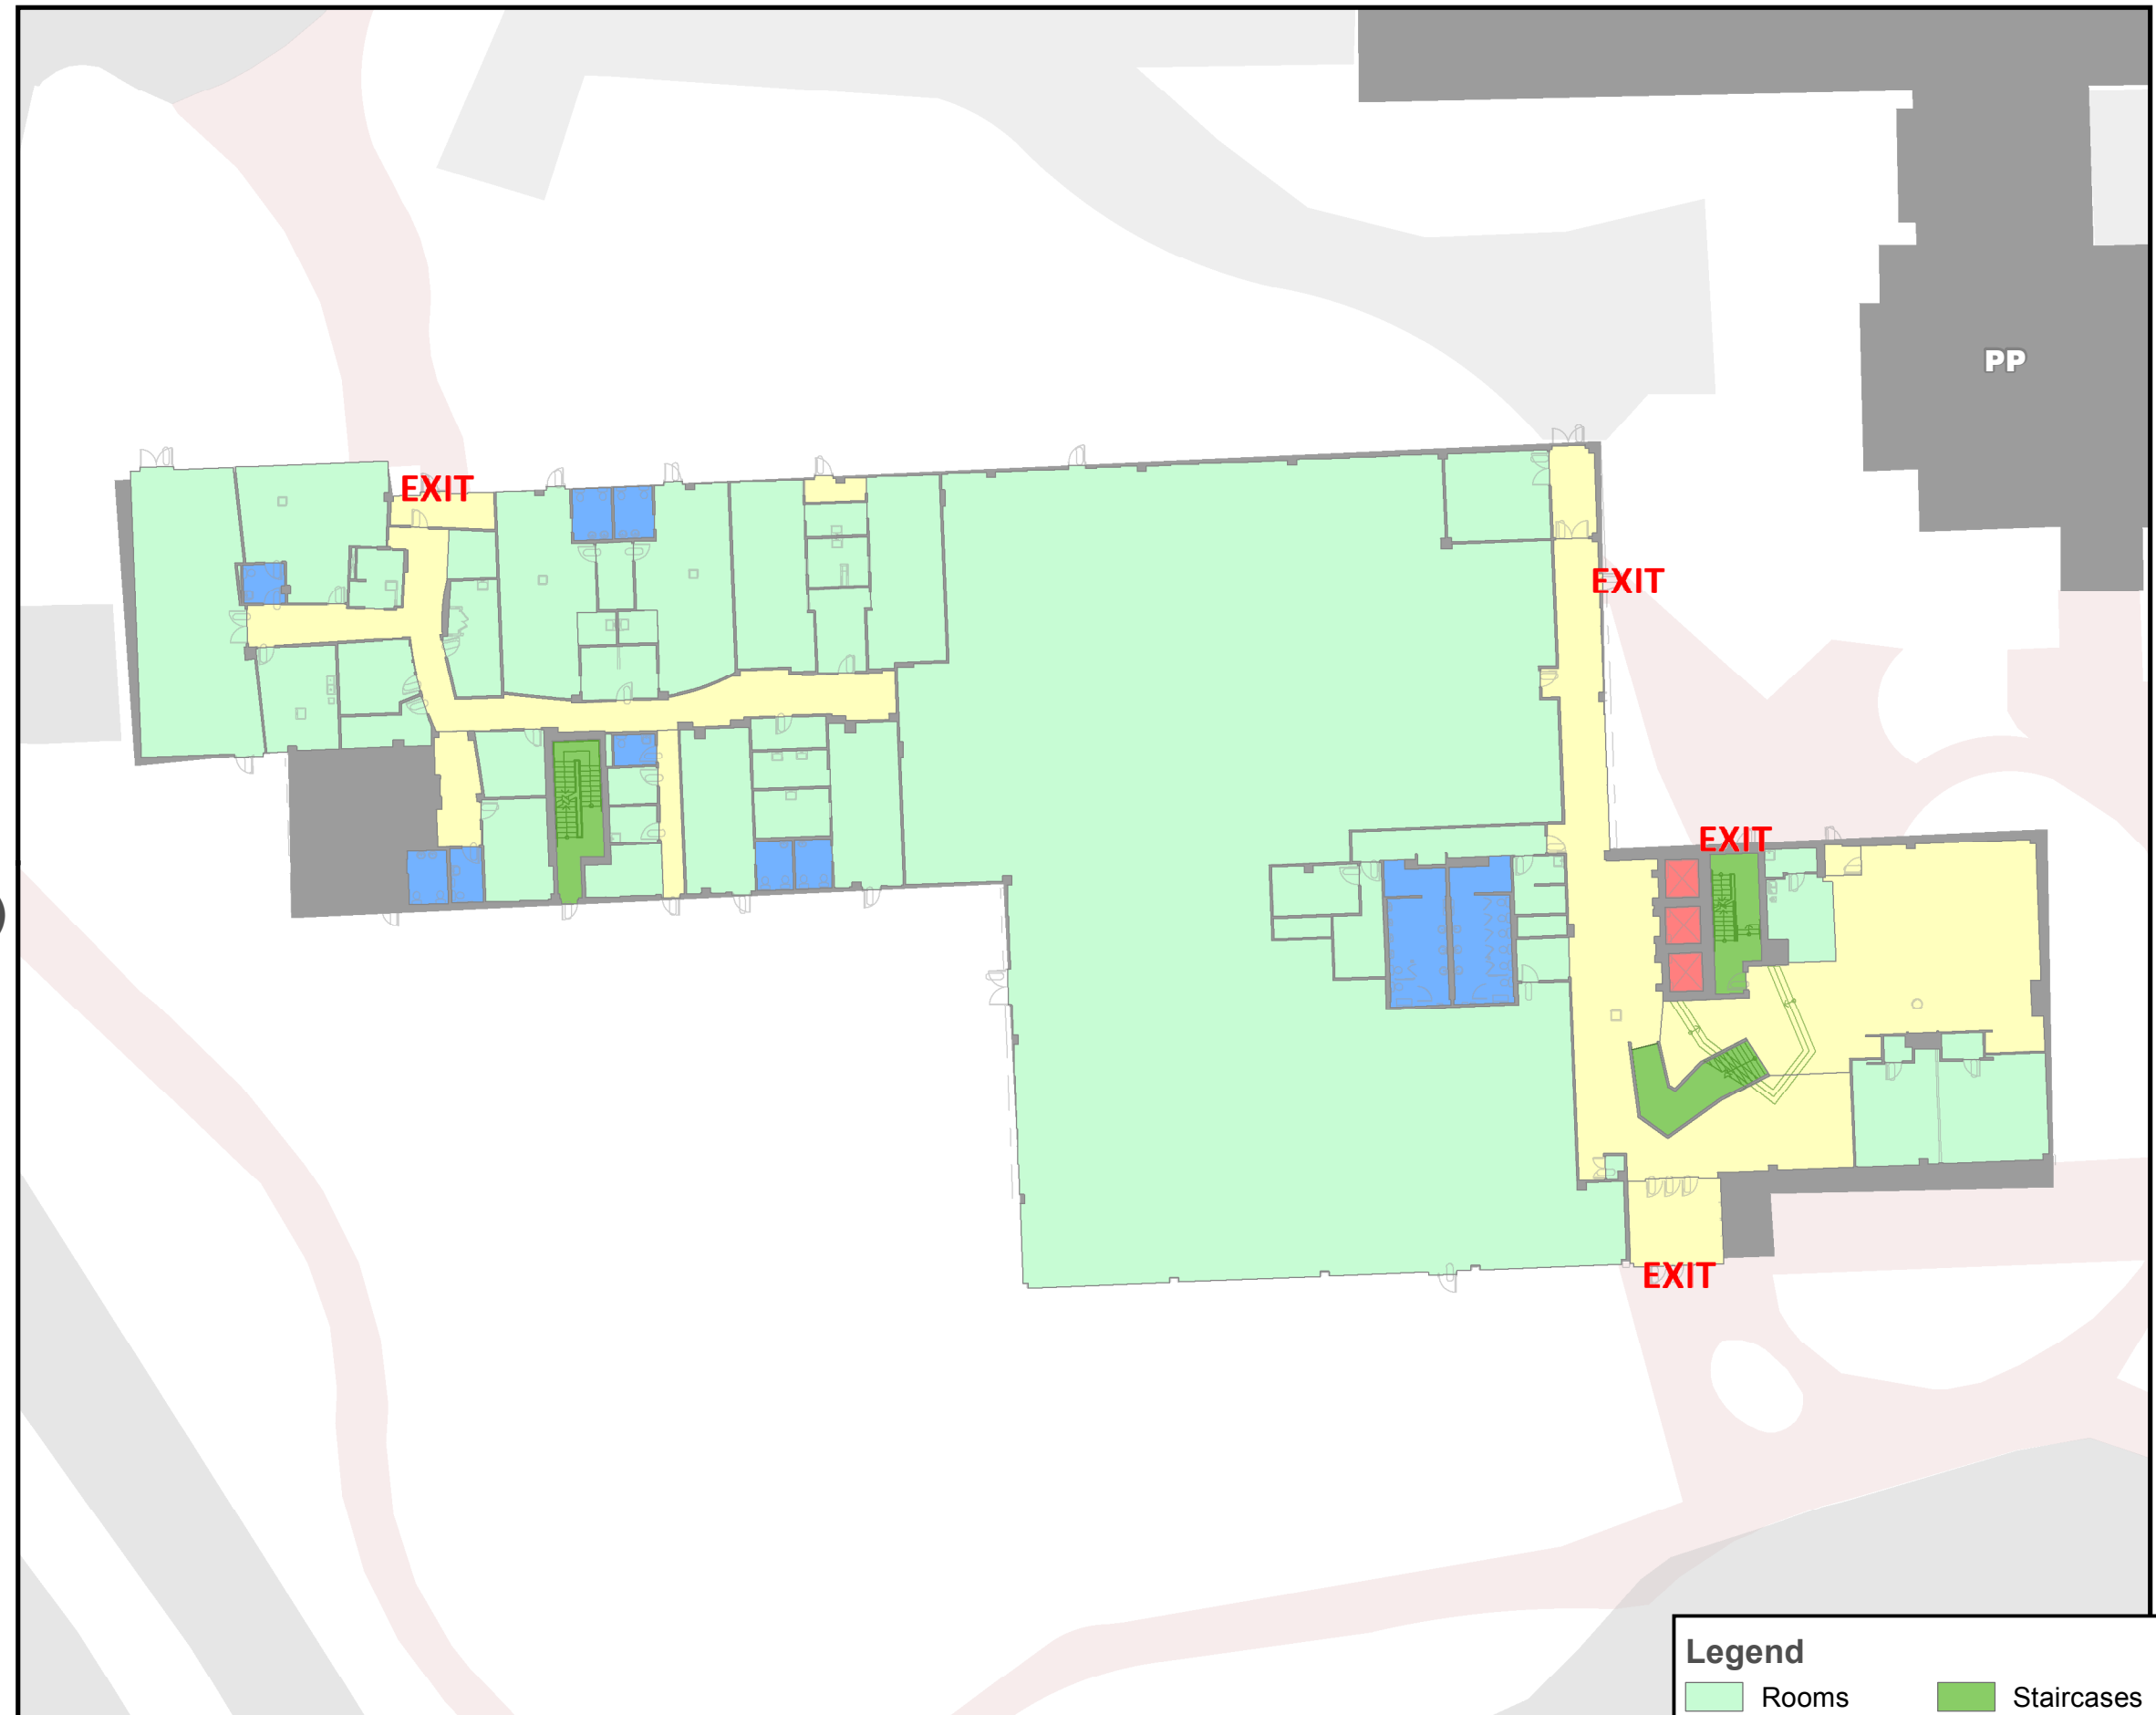 PP
EXIT
EXIT
EXIT
EXIT
Legend
Rooms
Staircases